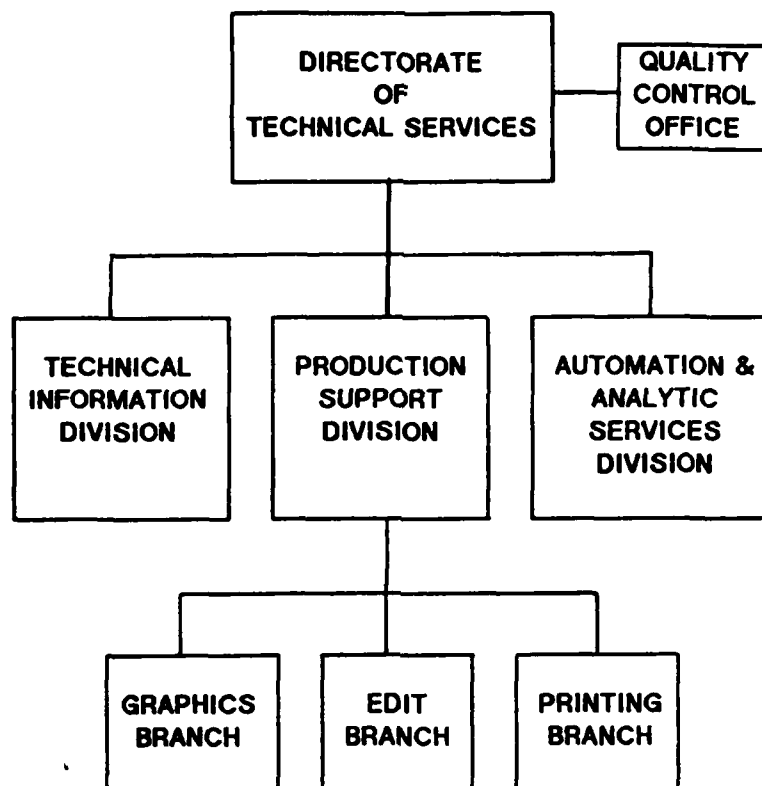 DIRECTORATE
OF
TECHNICAL SERVICES
QUALITY
CONTROL
OFFICE
TECHNICAL
INFORMATION
DIVISION
PRODUCTION
SUPPORT
DIVISION
AUTOMATION &
ANALYTIC
SERVICES
DIVISION
GRAPHICS
BRANCH
EDIT
BRANCH
PRINTING
BRANCH